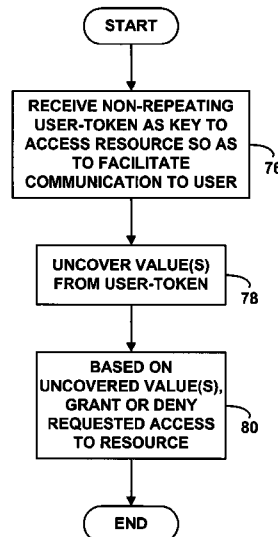 START
RECEIVE NON-REPEATING
USER-TOKEN AS KEY TO
ACCESS RESOURCE SO AS
TO FACILITATE
COMMUNICATION TO USER
76
UNCOVER VALUE(S)
FROM USER-TOKEN
78
BASED ON
UNCOVERED VALUE(S),
GRANT OR DENY
REQUESTED ACCESS
TO RESOURCE
80
END